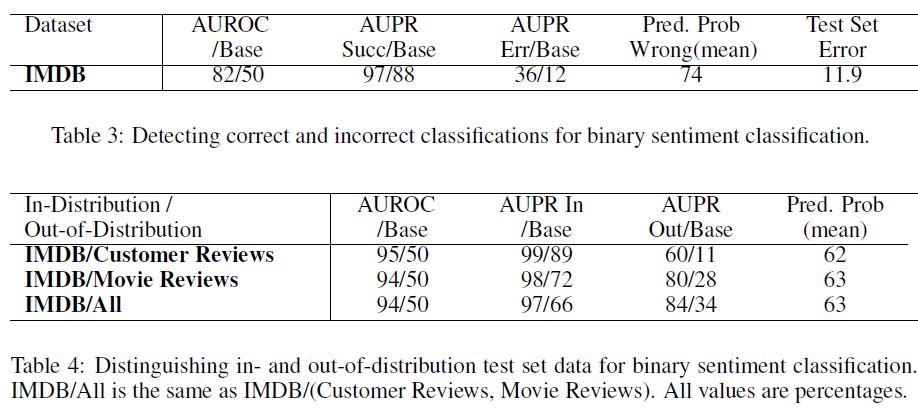 Dataset AUROC AUPR AUPR Pred. Prob Test Set
/Base Succ/Base Err/Base Wrong(mean) Error
IMDB 82/50 97/88 36/12 74 11.9
Table 3: Detecting correct and incorrect classifications for binary sentiment classification.
In-Distribution / AUROC AUPR In AUPR Pred. Prob
Out-of-Distribution /Base /Base Out/Base (mean)
IMDB/Customer Reviews 95/50 99/89 60/11 62
IMDB/Movie Reviews 94/50 98/72 80/28 63
IMDB/All 94/50 97/66 84/34 63
Table 4: Distinguishing in- and out-of-distribution test set data for binary sentiment classification.
IMDB/All is the same as IMDB/(Customer Reviews, Movie Reviews). All values are percentages.